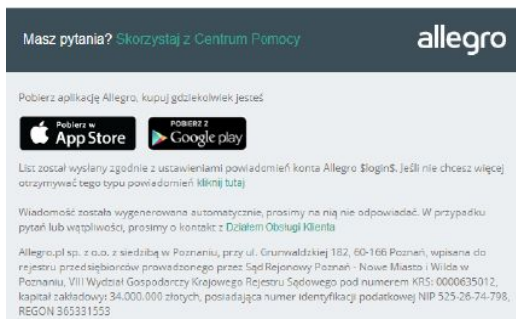 Masz pytania? Skorzystaj z Centrum Pomocy
allegro
Pobierz aplikację Allegro, kupuj gdziekolwiek jesteś
Pobierz w
App Store
POBIERZ Z
Google play
List został wysłany zgodnie z ustawieniami powiadomień konta Allegro $login$. Jeśli nie chcesz więcej
otrzymywać tego typu powiadomień kliknij tutaj
Wiadomość została wygenerowana automatycznie, prosimy na nią nie odpowiadać. W przypadku
pytań lub wątpliwości, prosimy o kontakt z Działem Obsługi Klienta
Allegro.pl sp. z o.o. z siedzibą w Poznaniu, przy ul. Grunwaldzkiej 182, 60-166 Poznań, wpisana do
rejestru przedsiębiorców prowadzonego przez Sąd Rejonowy Poznań - Nowe Miasto i Wilda w
Poznaniu, VIII Wydział Gospodarczy Krajowego Rejestru Sądowego pod numerem KRS: 0000635012,
kapitał zakładowy: 34.000.000 złotych, posiadająca numer identyfikacji podatkowej NIP 525-26-74-798,
REGON 365331553